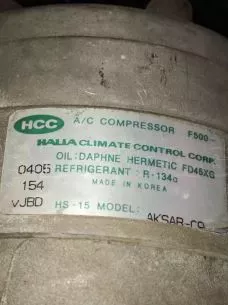 HCC A/C COMPRESSOR F500-
HALLA CLIMATE CONTROL CORP.
OIL:DAPHNE HERMETIC FD46XG
0405 REFRIGERANT : R-134a
154 MADE IN KOREA
VJBD HS-15 MODEL: